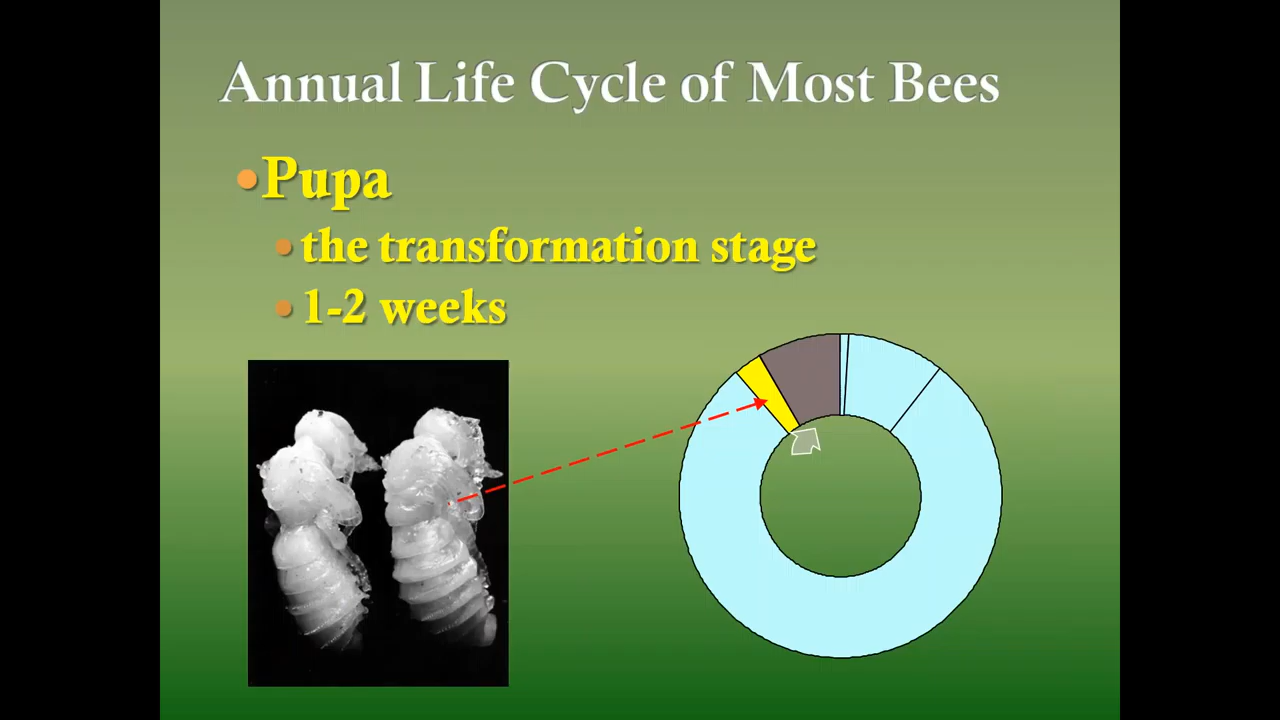 Annual Life Cycle of Most Bees
•Pupa
•the transformation stage
•1-2 weeks